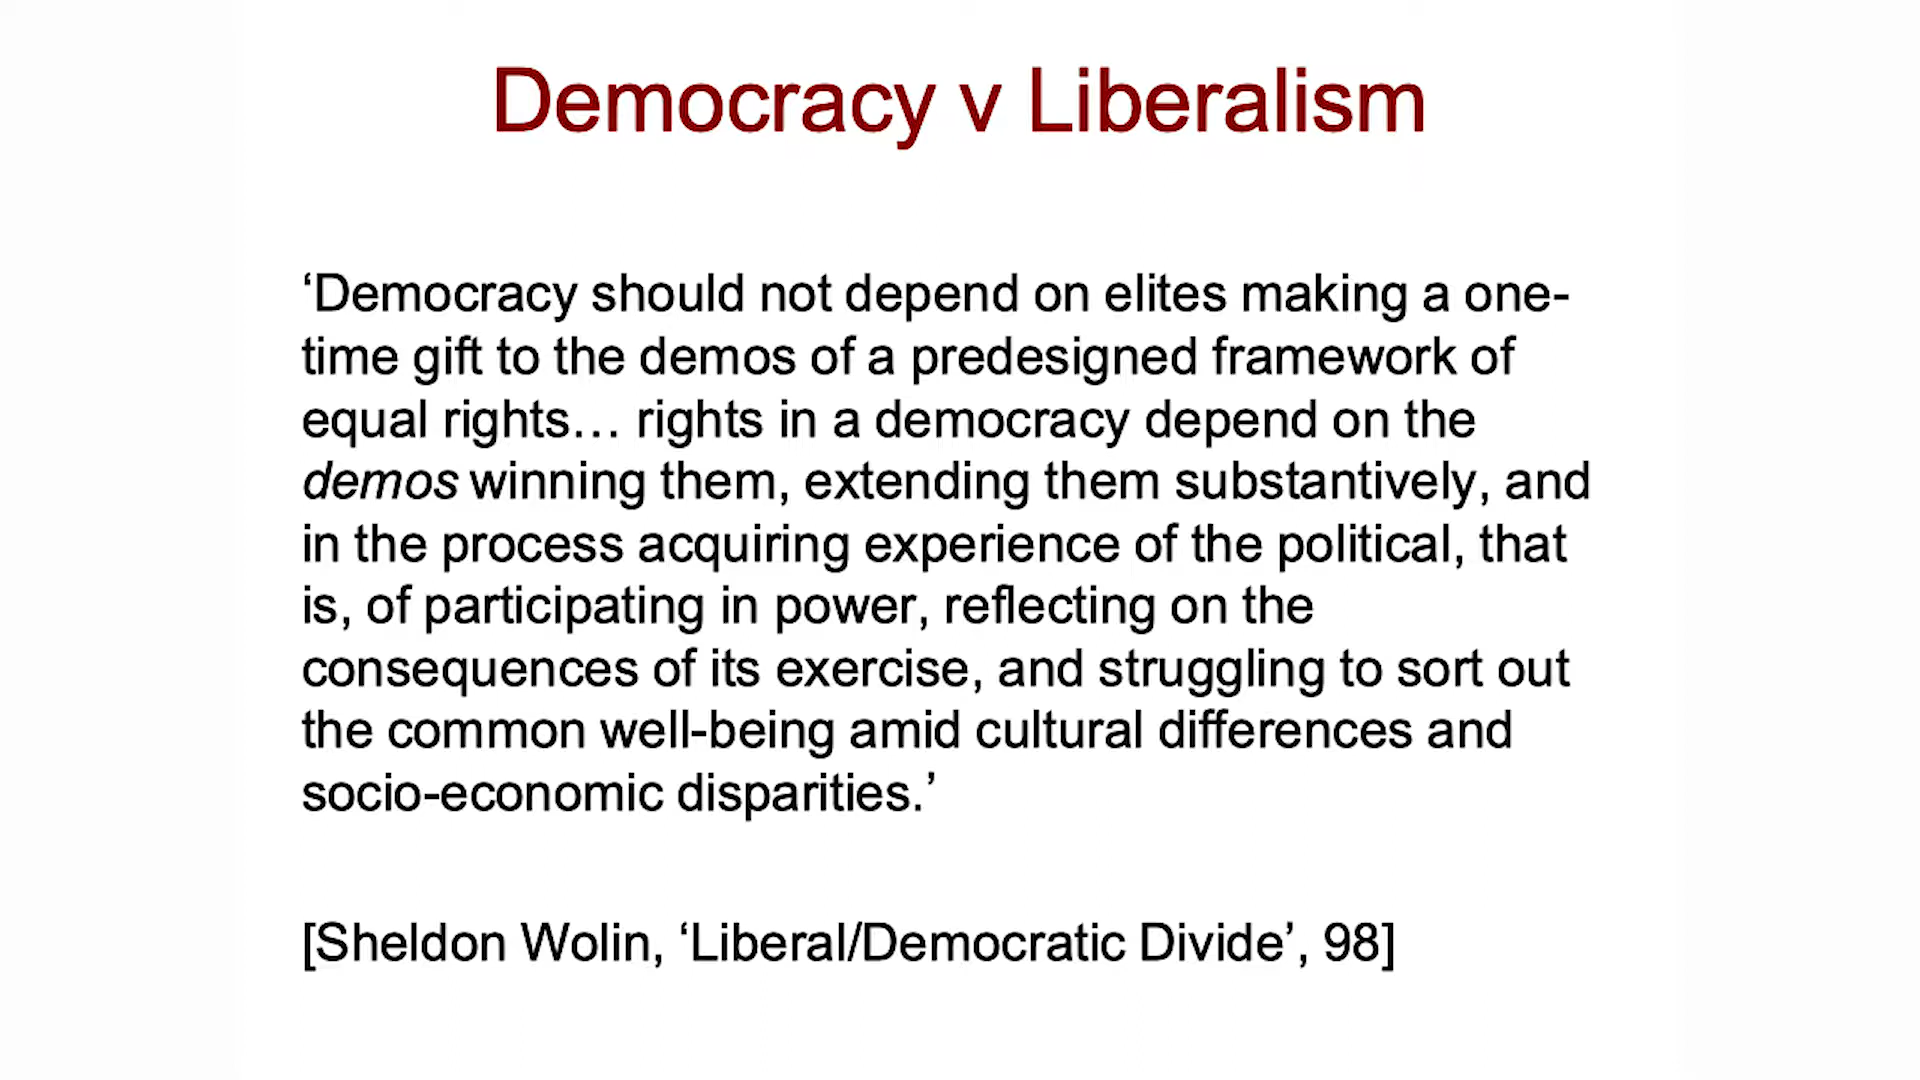 Democracy v Liberalism
‘Democracy should not depend on elites making a one-
time gift to the demos of a predesigned framework of
equal rights… rights in a democracy depend on the
demos winning them, extending them substantively, and
in the process acquiring experience of the political, that
is, of participating in power, reflecting on the
consequences of its exercise, and struggling to sort out
the common well-being amid cultural differences and
socio-economic disparities.’
[Sheldon Wolin, ‘Liberal/Democratic Divide’, 98]